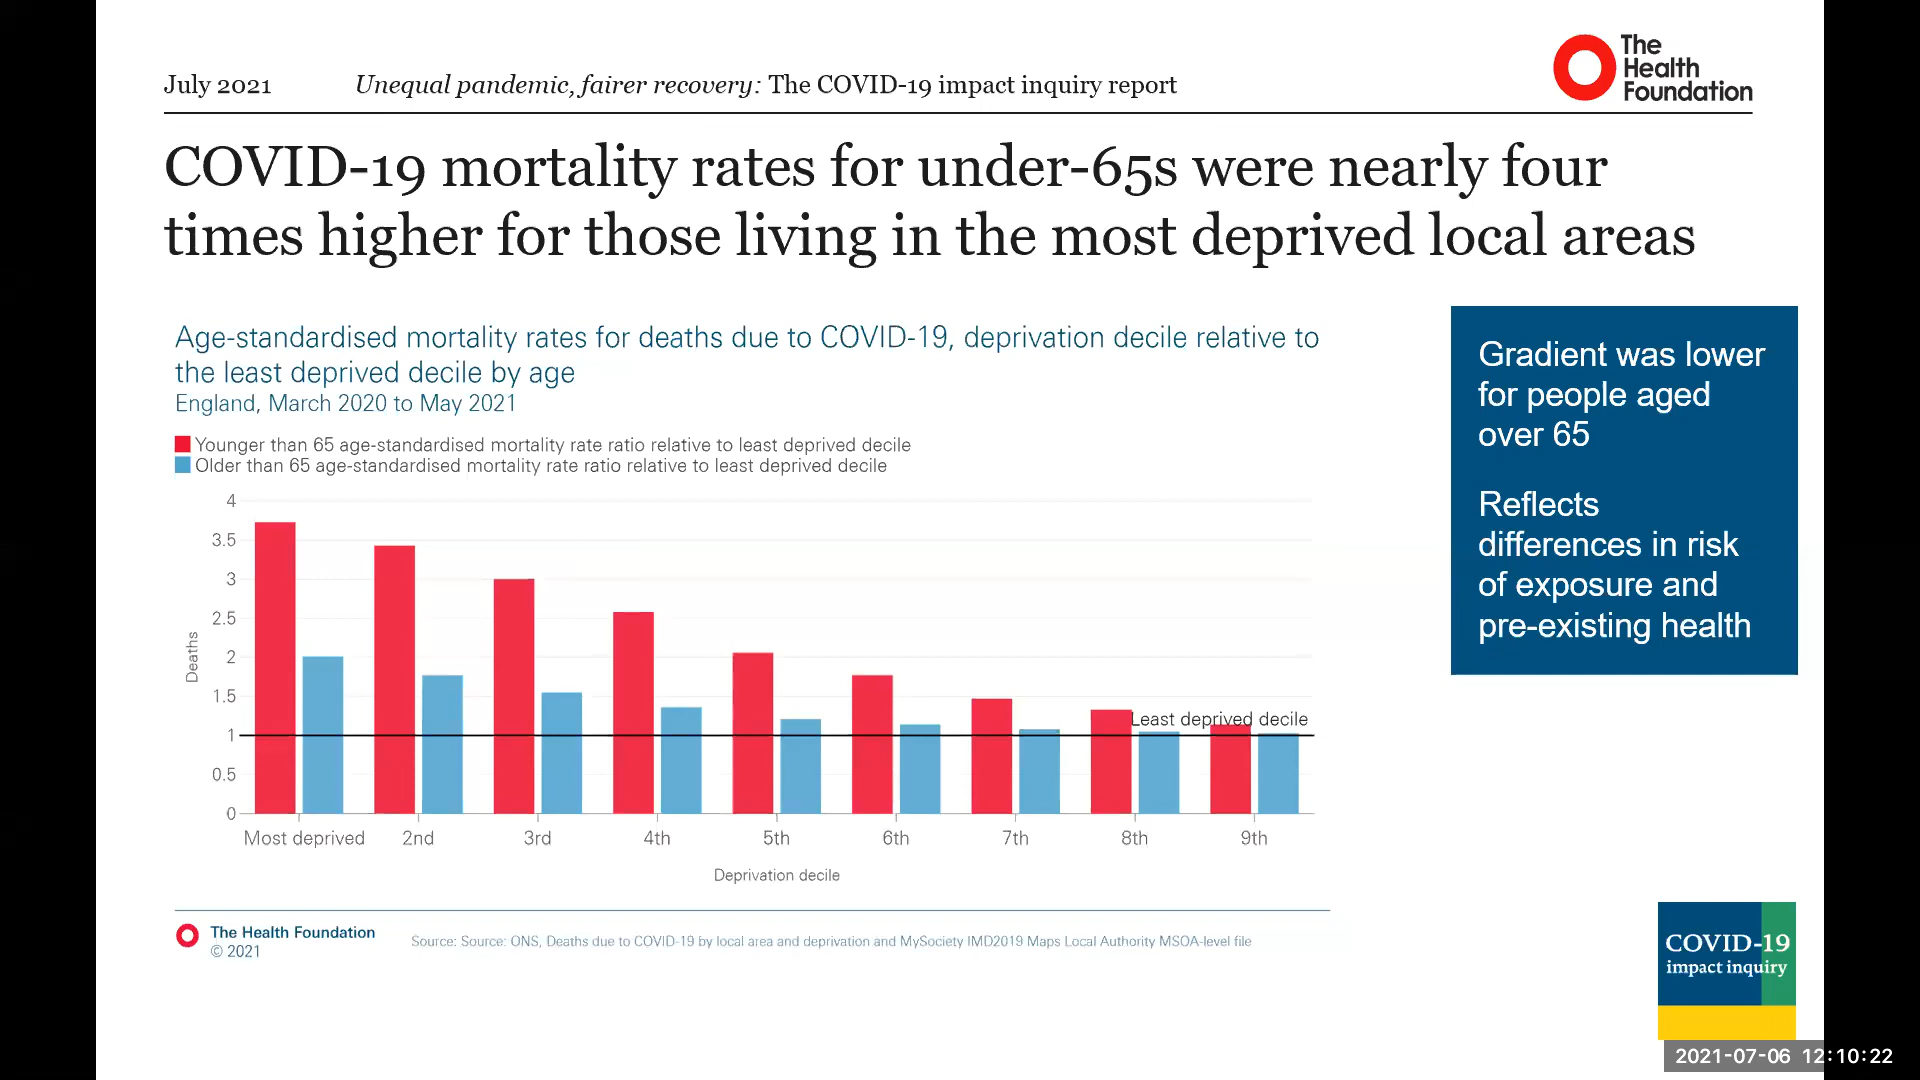 July 2021 Unequal pandemic, fairer recovery: The COVID-19 impact inquiry report
The
Health
Foundation
COVID-19 mortality rates for under-65s were nearly four
times higher for those living in the most deprived local areas
Age-standardised mortality rates for deaths due to COVID-19, deprivation decile relative to
the least deprived decile by age
England, March 2020 to May 2021
Younger than 65 age-standardised mortality rate ratio relative to least deprived decile
Older than 65 age-standardised mortality rate ratio relative to least deprived decile
4
3.5
3
2.5
2
1.5
1
0.5
0
Deaths
Least deprived decile
Most deprived 2nd 3rd 4th 5th 6th 7th 8th 9th
Deprivation decile
Gradient was lower
for people aged
over 65
Reflects
differences in risk
of exposure and
pre-existing health
The Health Foundation
© 2021
Source: Source: ONS, Deaths due to COVID-19 by local area and deprivation and MySociety IMD2019 Maps Local Authority MSOA-level file
COVID-19
impact inquiry
2021-07-06 12:10:22